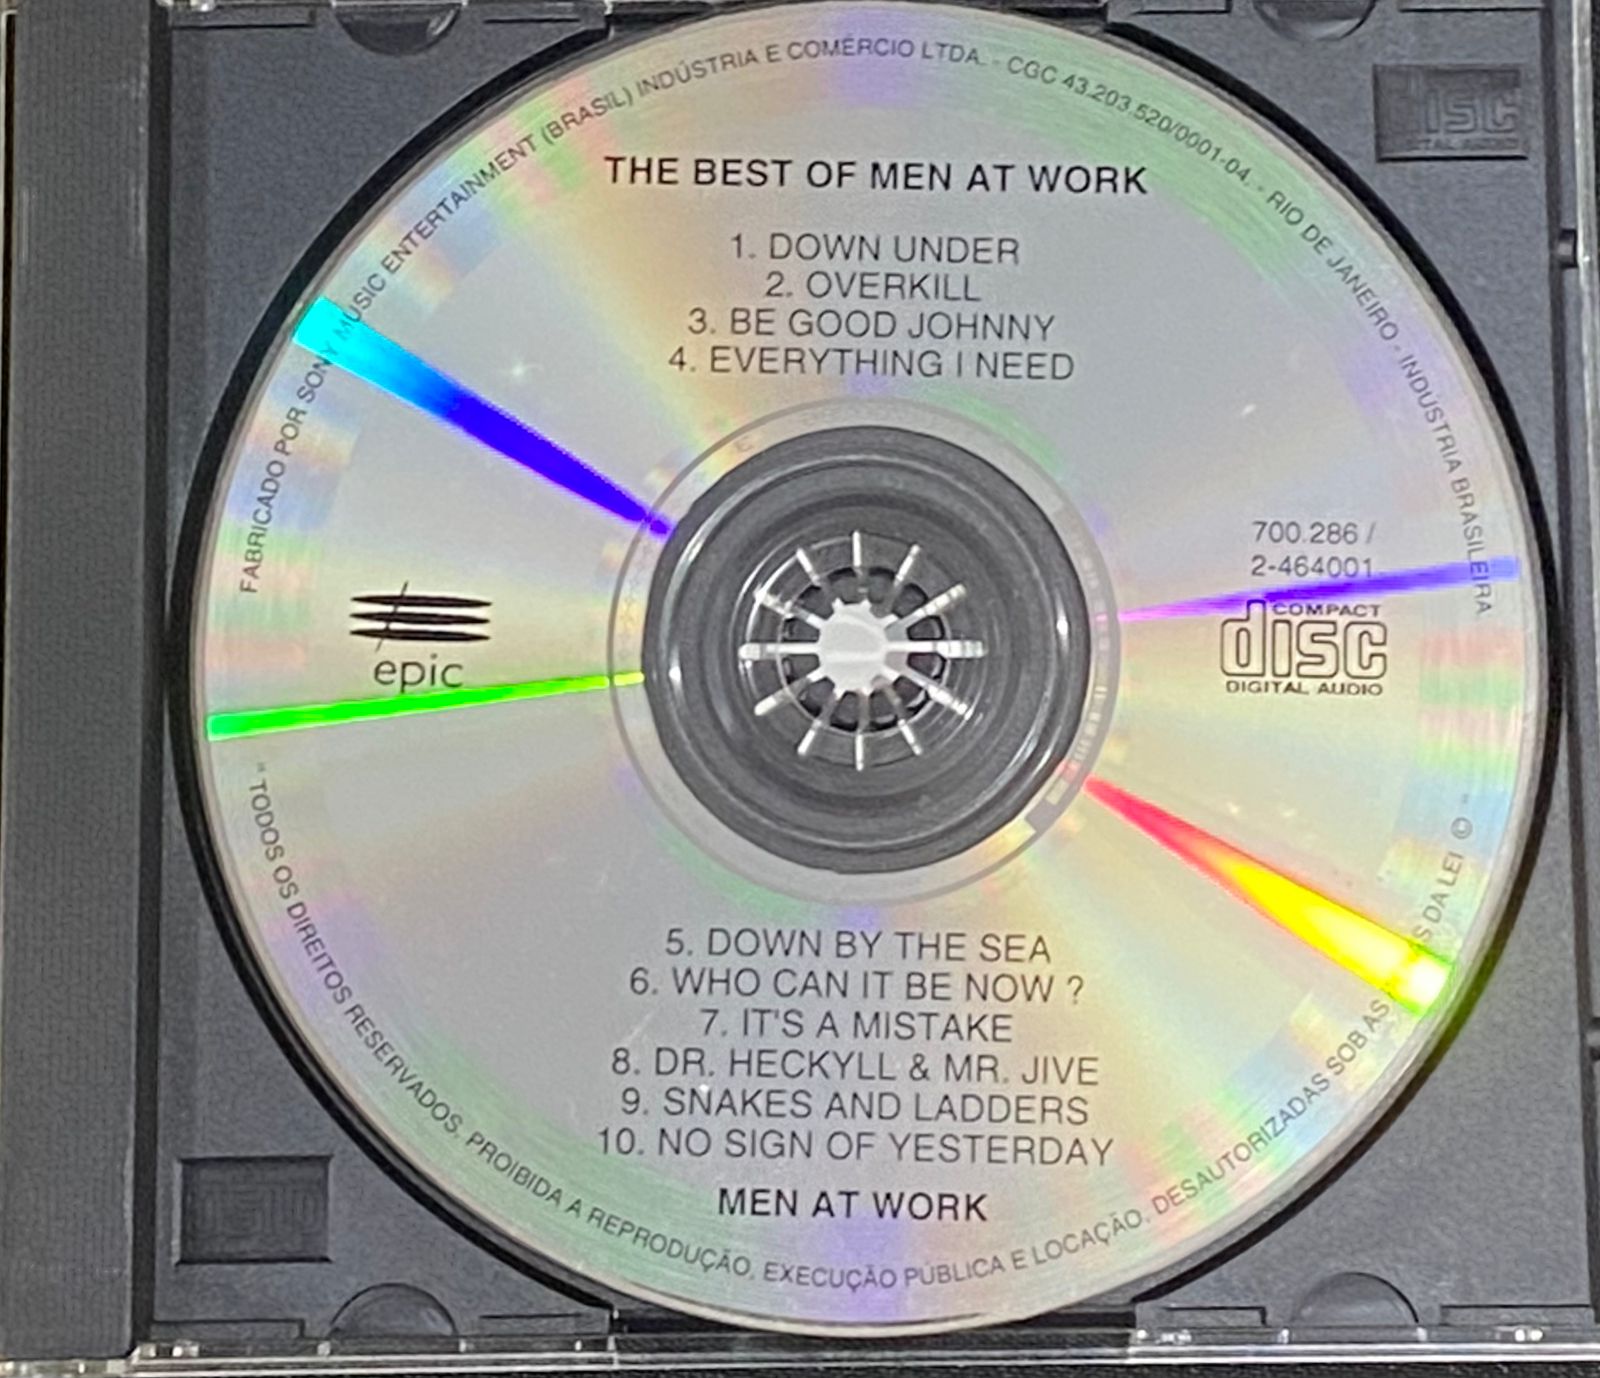 FABRICADO POR SONY MUSIC ENTERTAINMENT (BRASIL) INDÚSTRIA E COMÉRCIO LTDA. - CGC 43.203.520/0001-04. - RIO DE JANEIRO - INDÚSTRIA BRASILEIRA
THE BEST OF MEN AT WORK
1. DOWN UNDER
2. OVERKILL
3. BE GOOD JOHNNY
4. EVERYTHING I NEED
epic
700.286 /
2-464001
COMPACT
disc
DIGITAL AUDIO
5. DOWN BY THE SEA
6. WHO CAN IT BE NOW ?
7. IT'S A MISTAKE
8. DR. HECKYLL & MR. JIVE
9. SNAKES AND LADDERS
10. NO SIGN OF YESTERDAY
MEN AT WORK
" TODOS OS DIREITOS RESERVADOS. PROIBIDA A REPRODUÇÃO, EXECUÇÃO PÚBLICA E LOCAÇÃO, DESAUTORIZADAS SOB AS DA LEI © "
disc